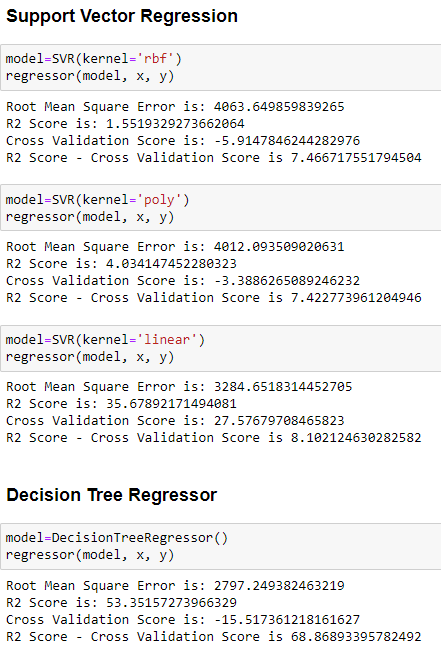 Support Vector Regression
model=SVR(kernel='rbf')
regressor(model, x, y)
Root Mean Square Error is: 4063.649859839265
R2 Score is: 1.5519329273662064
Cross Validation Score is: -5.9147846244282976
R2 Score - Cross Validation Score is 7.466717551794504
model=SVR(kernel='poly')
regressor(model, x, y)
Root Mean Square Error is: 4012.093509020631
R2 Score is: 4.034147452280323
Cross Validation Score is: -3.3886265089246232
R2 Score - Cross Validation Score is 7.422773961204946
model=SVR(kernel='linear')
regressor(model, x, y)
Root Mean Square Error is: 3284.6518314452705
R2 Score is: 35.67892171494081
Cross Validation Score is: 27.57679708465823
R2 Score - Cross Validation Score is 8.102124630282582
Decision Tree Regressor
model=DecisionTreeRegressor()
regressor(model, x, y)
Root Mean Square Error is: 2797.249382463219
R2 Score is: 53.35157273966329
Cross Validation Score is: -15.517361218161627
R2 Score - Cross Validation Score is 68.86893395782492